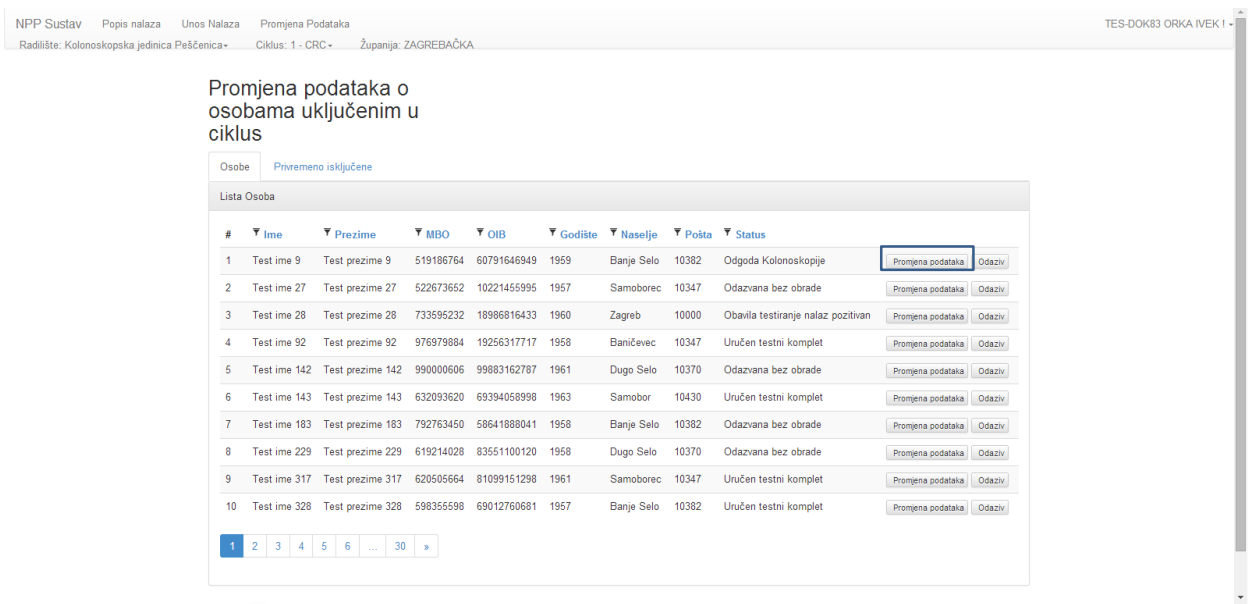 NPP Sustav Popis nalaza Unos Nalaza Promjena Podataka TES-DOK83 ORKA IVEK !
Radilište: Kolonoskopska jedinica Peščenica Ciklus: 1 - CRC Županija: ZAGREBAČKA
Promjena podataka o
osobama uključenim u
ciklus
Osobe Privremeno isključene
Lista Osoba
# Ime Prezime MBO OIB Godište Naselje Pošta Status
1 Test ime 9 Test prezime 9 519186764 60791646949 1959 Banje Selo 10382 Odgoda Kolonoskopije Promjena podataka Odaziv
2 Test ime 27 Test prezime 27 522673652 10221455995 1957 Samoborec 10347 Odazvana bez obrade Promjena podataka Odaziv
3 Test ime 28 Test prezime 28 733595232 18986816433 1960 Zagreb 10000 Obavila testiranje nalaz pozitivan Promjena podataka Odaziv
4 Test ime 92 Test prezime 92 976979884 19256317717 1958 Baničevec 10347 Uručen testni komplet Promjena podataka Odaziv
5 Test ime 142 Test prezime 142 990000606 99883162787 1961 Dugo Selo 10370 Odazvana bez obrade Promjena podataka Odaziv
6 Test ime 143 Test prezime 143 632093620 69394058998 1963 Samobor 10430 Uručen testni komplet Promjena podataka Odaziv
7 Test ime 183 Test prezime 183 792763450 58641888041 1958 Banje Selo 10382 Odazvana bez obrade Promjena podataka Odaziv
8 Test ime 229 Test prezime 229 619214028 83551100120 1958 Dugo Selo 10370 Odazvana bez obrade Promjena podataka Odaziv
9 Test ime 317 Test prezime 317 620505664 81099151298 1961 Samoborec 10347 Uručen testni komplet Promjena podataka Odaziv
10 Test ime 328 Test prezime 328 598355598 69012760681 1957 Banje Selo 10382 Uručen testni komplet Promjena podataka Odaziv
1 2 3 4 5 6 ... 30 »